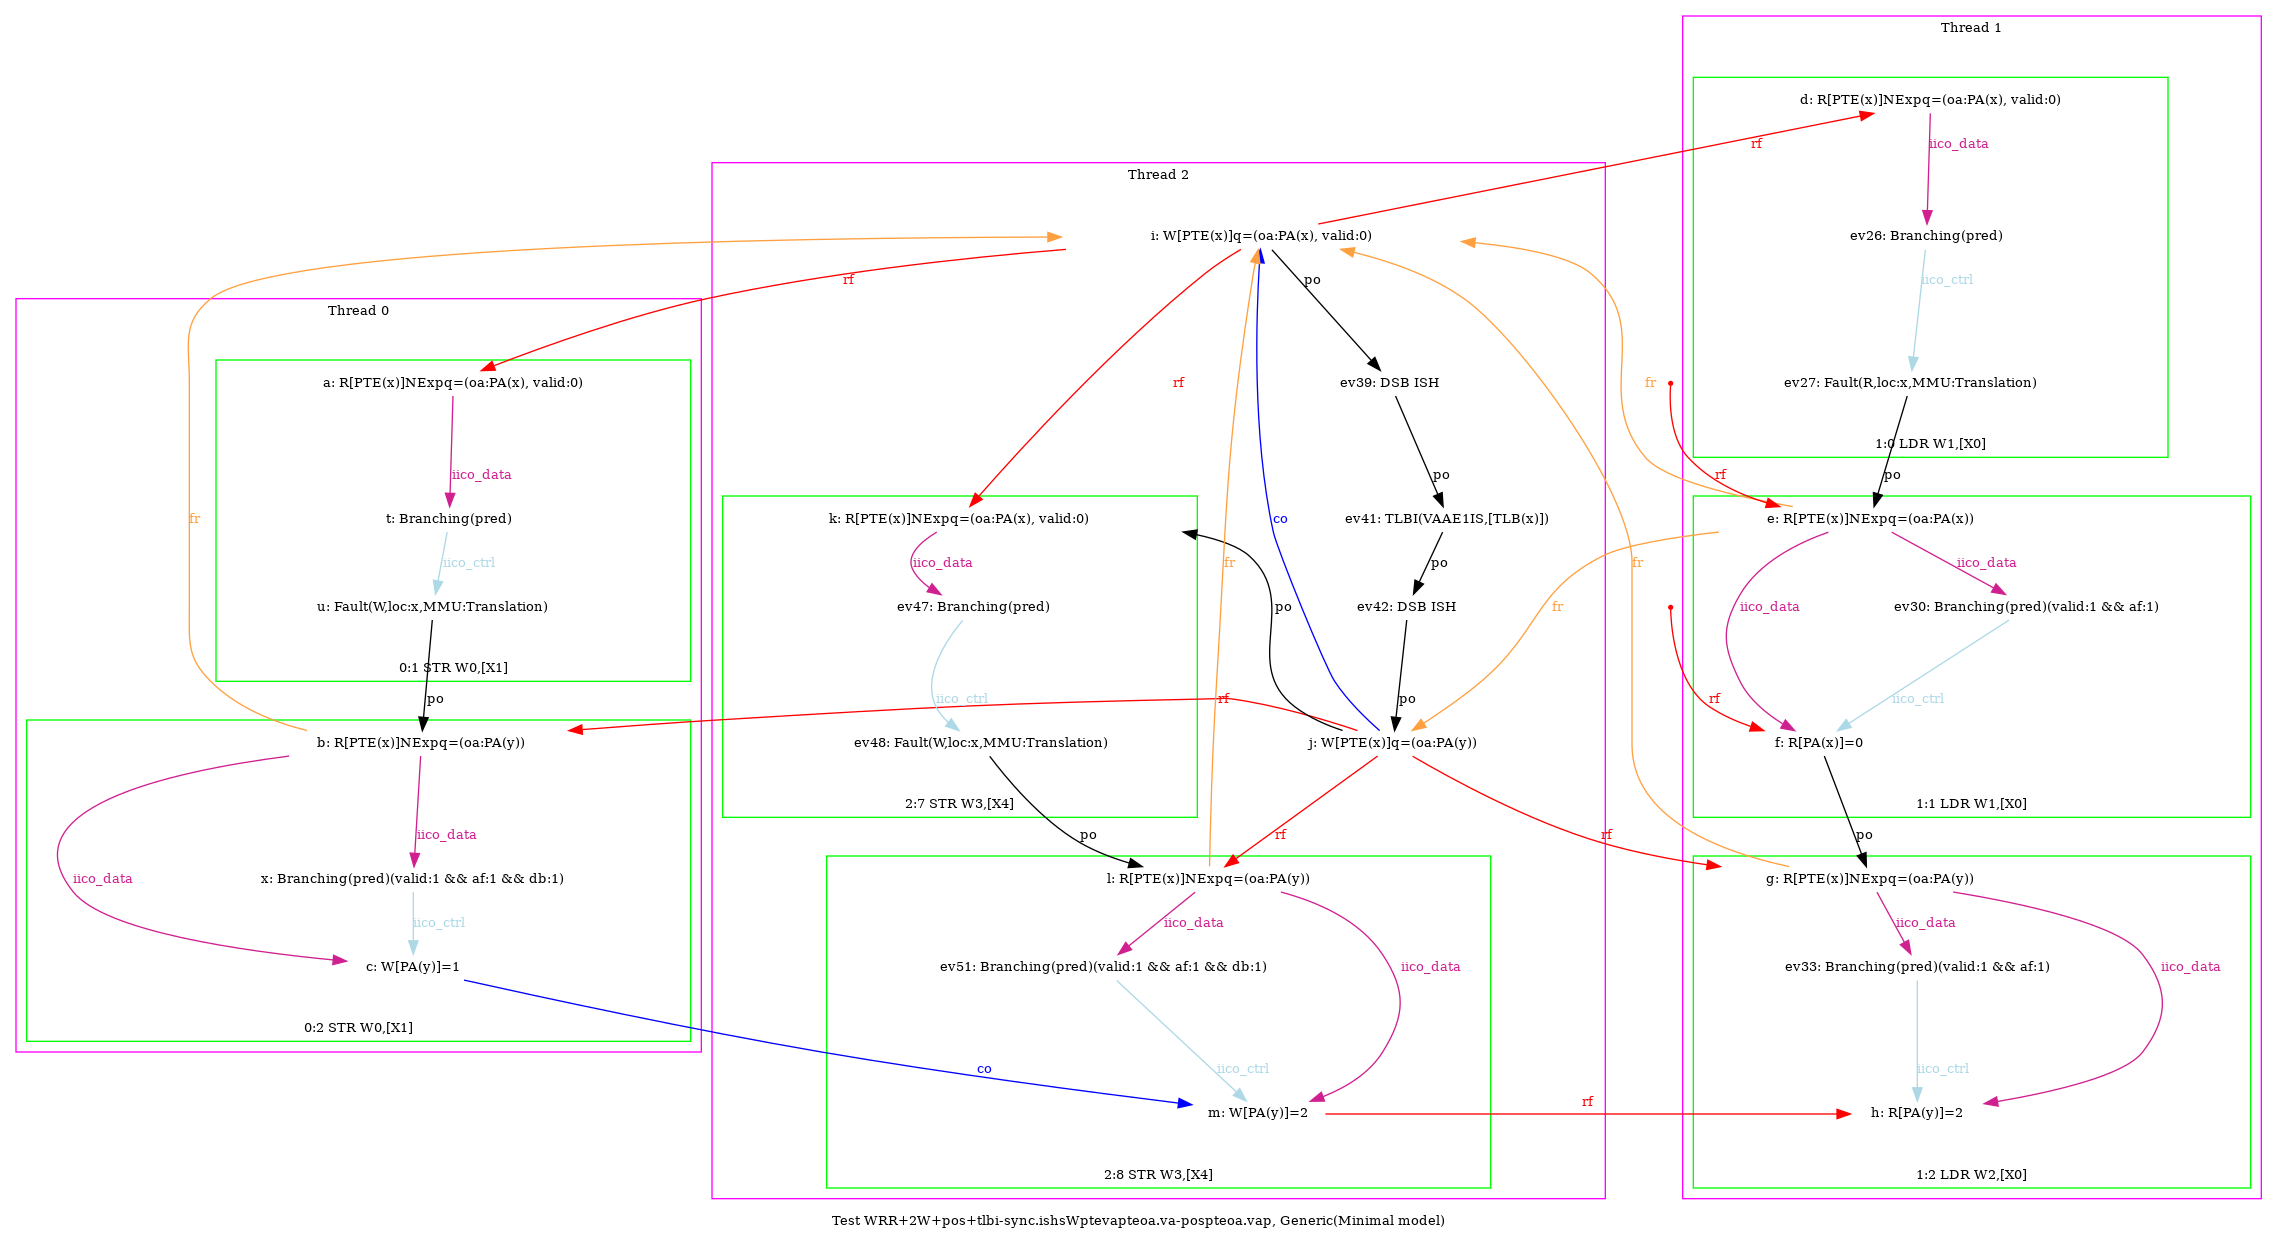 Thread 1
d: R[PTE(x)]NExpq=(oa:PA(x), valid:0)
rf
iico_data
Thread 2
i: W[PTE(x)]q=(oa:PA(x), valid:0)
ev26: Branching(pred)
rf
po
iico_ctrl
Thread 0
a: R[PTE(x)]NExpq=(oa:PA(x), valid:0)
rf
ev39: DSB ISH
fr
ev27: Fault(R,loc:x,MMU:Translation)
1:0 LDR W1,[X0]
iico_data
po
rf
po
fr
t: Branching(pred)
k: R[PTE(x)]NExpq=(oa:PA(x), valid:0)
co
ev41: TLBI(VAAE1IS,[TLB(x)])
e: R[PTE(x)]NExpq=(oa:PA(x))
iico_ctrl
iico_data
fr
po
fr
iico_data
u: Fault(W,loc:x,MMU:Translation)
ev47: Branching(pred)
po
ev42: DSB ISH
fr
iico_data
ev30: Branching(pred)(valid:1 && af:1)
0:1 STR W0,[X1]
po
iico_ctrl
rf
po
rf
iico_ctrl
b: R[PTE(x)]NExpq=(oa:PA(y))
ev48: Fault(W,loc:x,MMU:Translation)
j: W[PTE(x)]q=(oa:PA(y))
f: R[PA(x)]=0
2:7 STR W3,[X4]
1:1 LDR W1,[X0]
iico_data
po
rf
rf
po
iico_data
x: Branching(pred)(valid:1 && af:1 && db:1)
l: R[PTE(x)]NExpq=(oa:PA(y))
g: R[PTE(x)]NExpq=(oa:PA(y))
iico_ctrl
iico_data
iico_data
c: W[PA(y)]=1
ev51: Branching(pred)(valid:1 && af:1 && db:1)
iico_data
ev33: Branching(pred)(valid:1 && af:1)
iico_data
0:2 STR W0,[X1]
co
iico_ctrl
iico_ctrl
rf
m: W[PA(y)]=2
h: R[PA(y)]=2
2:8 STR W3,[X4]
1:2 LDR W2,[X0]
Test WRR+2W+pos+tlbi-sync.ishsWptevapteoa.va-pospteoa.vap, Generic(Minimal model)